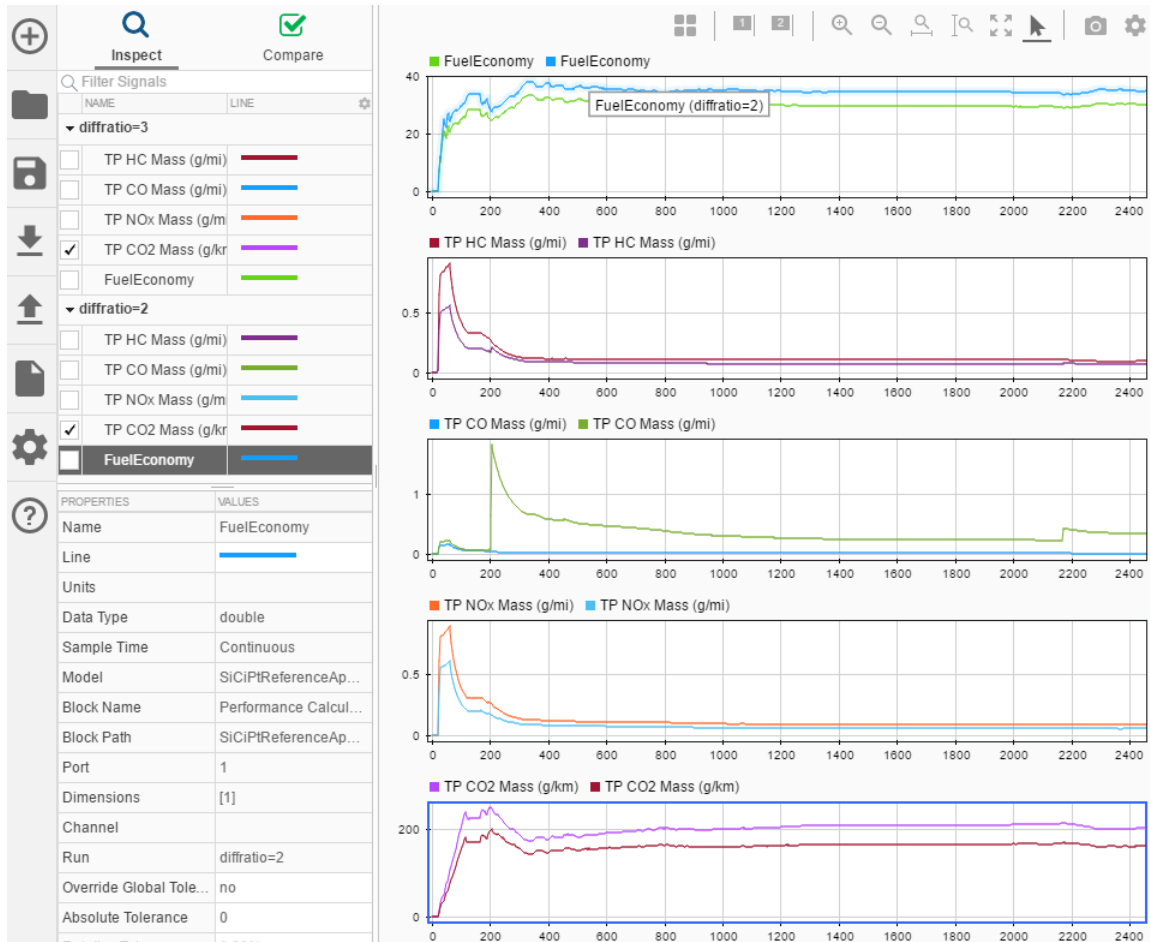 Inspect
Compare
Filter Signals
NAME LINE
diffratio=3
TP HC Mass (g/mi)
TP CO Mass (g/mi)
TP NOx Mass (g/mi
TP CO2 Mass (g/kr
FuelEconomy
diffratio=2
TP HC Mass (g/mi)
TP CO Mass (g/mi)
TP NOx Mass (g/mi
TP CO2 Mass (g/kr
FuelEconomy
PROPERTIES VALUES
Name FuelEconomy
Line
Units
Data Type double
Sample Time Continuous
Model SiCiPtReferenceAp...
Block Name Performance Calcul...
Block Path SiCiPtReferenceAp...
Port 1
Dimensions [1]
Channel
Run diffratio=2
Override Global Tole... no
Absolute Tolerance 0
1 2
FuelEconomy FuelEconomy
FuelEconomy (diffratio=2)
40
20
0
0 200 400 600 800 1000 1200 1400 1600 1800 2000 2200 2400
TP HC Mass (g/mi) TP HC Mass (g/mi)
0.5
0
0 200 400 600 800 1000 1200 1400 1600 1800 2000 2200 2400
TP CO Mass (g/mi) TP CO Mass (g/mi)
1
0
0 200 400 600 800 1000 1200 1400 1600 1800 2000 2200 2400
TP NOx Mass (g/mi) TP NOx Mass (g/mi)
0.5
0
0 200 400 600 800 1000 1200 1400 1600 1800 2000 2200 2400
TP CO2 Mass (g/km) TP CO2 Mass (g/km)
200
0
0 200 400 600 800 1000 1200 1400 1600 1800 2000 2200 2400